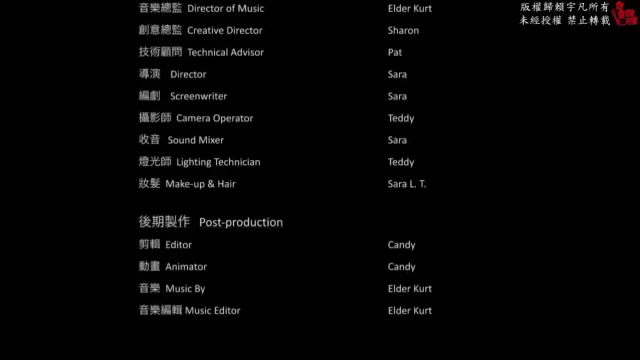 音樂總監 Director of Music Elder Kurt
版權歸賴宇凡所有
未經授權 禁止轉載
創意總監 Creative Director Sharon
技術顧問 Technical Advisor Pat
導演 Director Sara
編劇 Screenwriter Sara
攝影師 Camera Operator Teddy
收音 Sound Mixer Sara
燈光師 Lighting Technician Teddy
妝髮 Make-up & Hair Sara L. T.
後期製作 Post-production
剪輯 Editor Candy
動畫 Animator Candy
音樂 Music By Elder Kurt
音樂編輯 Music Editor Elder Kurt